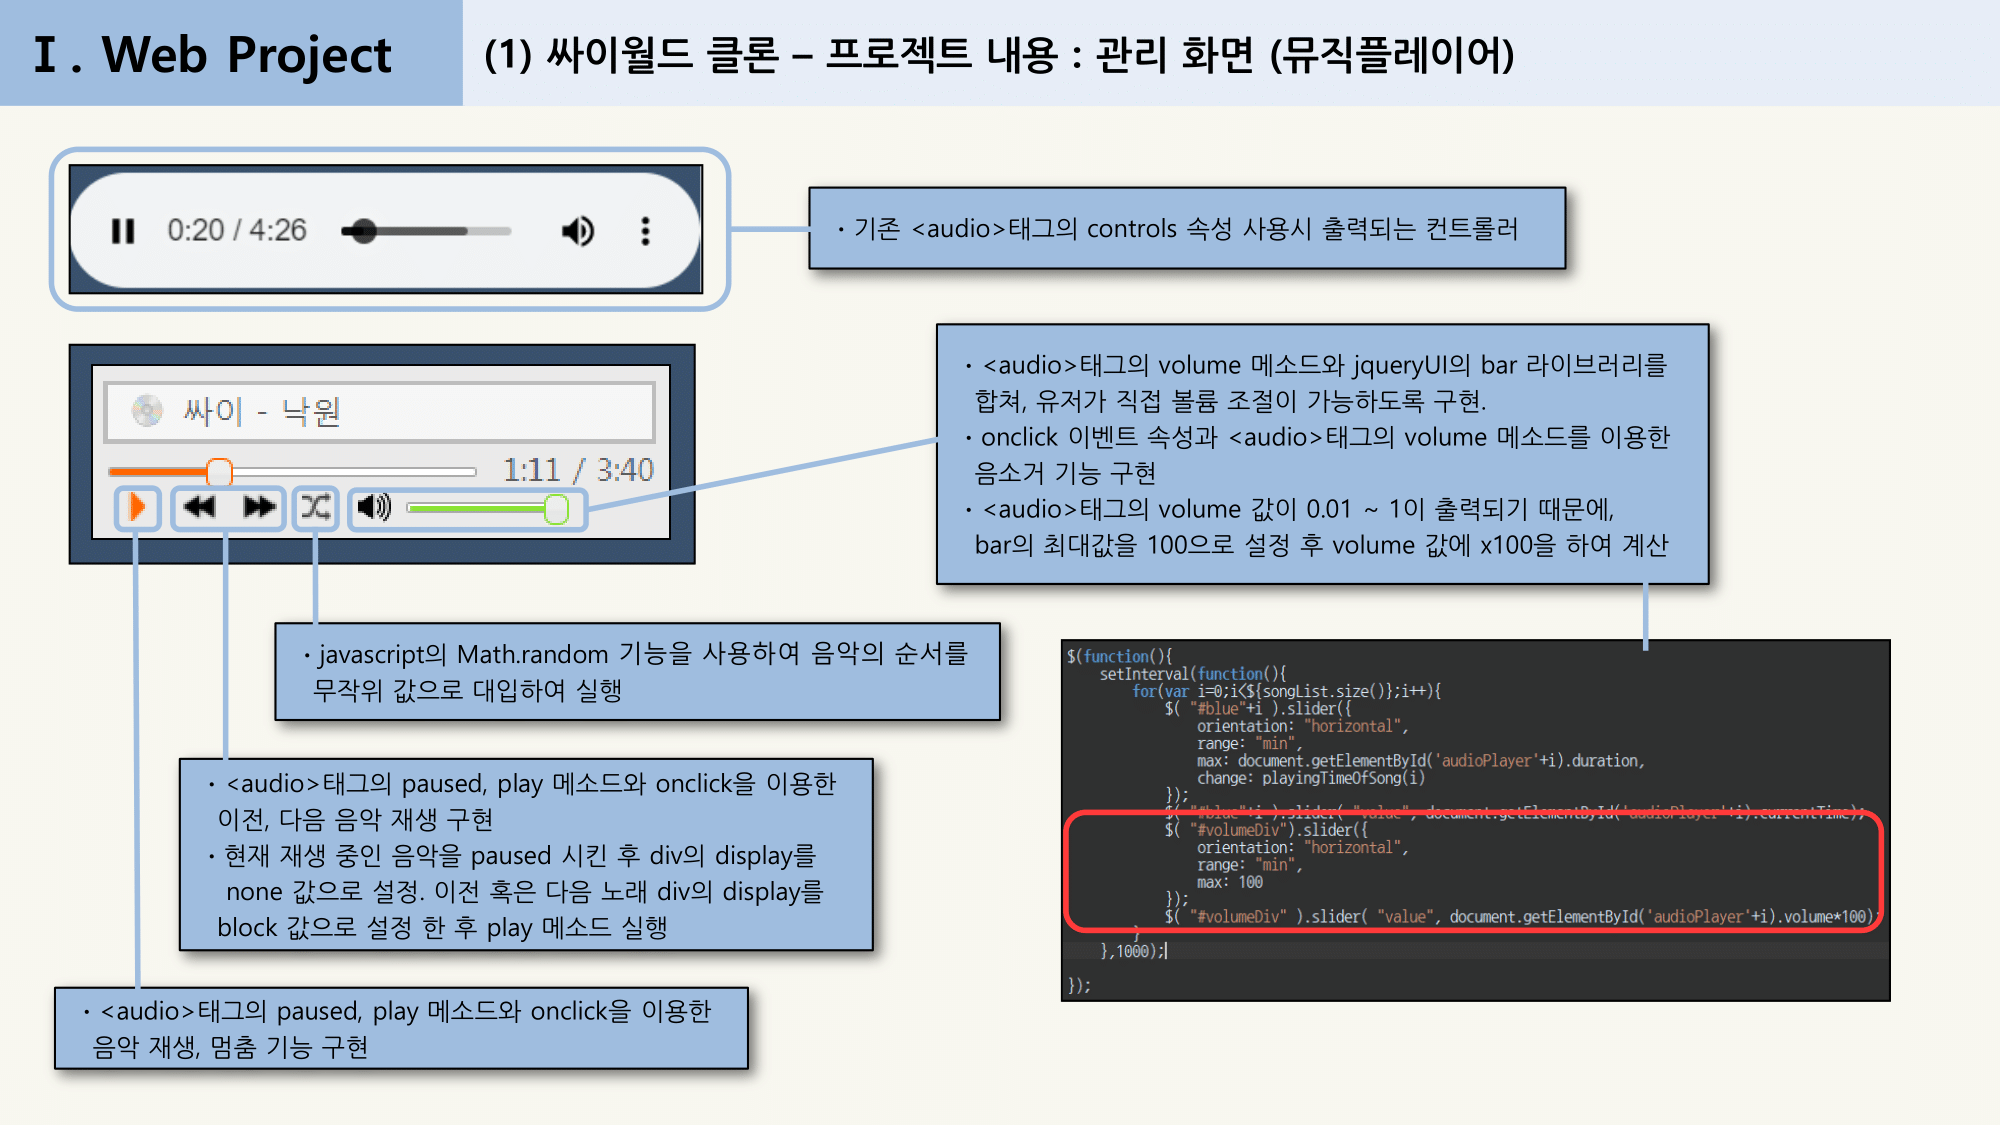 Ⅰ. Web Project
(1) 싸이월드 클론 – 프로젝트 내용 : 관리 화면 (뮤직플레이어)
0:20 / 4:26
· 기존 <audio>태그의 controls 속성 사용시 출력되는 컨트롤러
싸이 - 낙원
1:11 / 3:40
· <audio>태그의 volume 메소드와 jqueryUI의 bar 라이브러리를
합쳐, 유저가 직접 볼륨 조절이 가능하도록 구현.
· onclick 이벤트 속성과 <audio>태그의 volume 메소드를 이용한
음소거 기능 구현
· <audio>태그의 volume 값이 0.01 ~ 1이 출력되기 때문에,
bar의 최대값을 100으로 설정 후 volume 값에 x100을 하여 계산
· javascript의 Math.random 기능을 사용하여 음악의 순서를
무작위 값으로 대입하여 실행
· <audio>태그의 paused, play 메소드와 onclick을 이용한
이전, 다음 음악 재생 구현
· 현재 재생 중인 음악을 paused 시킨 후 div의 display를
none 값으로 설정. 이전 혹은 다음 노래 div의 display를
block 값으로 설정 한 후 play 메소드 실행
· <audio>태그의 paused, play 메소드와 onclick을 이용한
음악 재생, 멈춤 기능 구현
$(function(){
setInterval(function(){
for(var i=0;i<${songList.size()};i++){
$( "#blue"+i ).slider({
orientation: "horizontal",
range: "min",
max: document.getElementById('audioPlayer'+i).duration,
change: playingTimeOfSong(i)
});
$( "#blue"+i ).slider( "value", document.getElementById('audioPlayer'+i).currentTime);
$( "#volumeDiv").slider({
orientation: "horizontal",
range: "min",
max: 100
});
$( "#volumeDiv" ).slider( "value", document.getElementById('audioPlayer'+i).volume*100);
}
},1000);
});